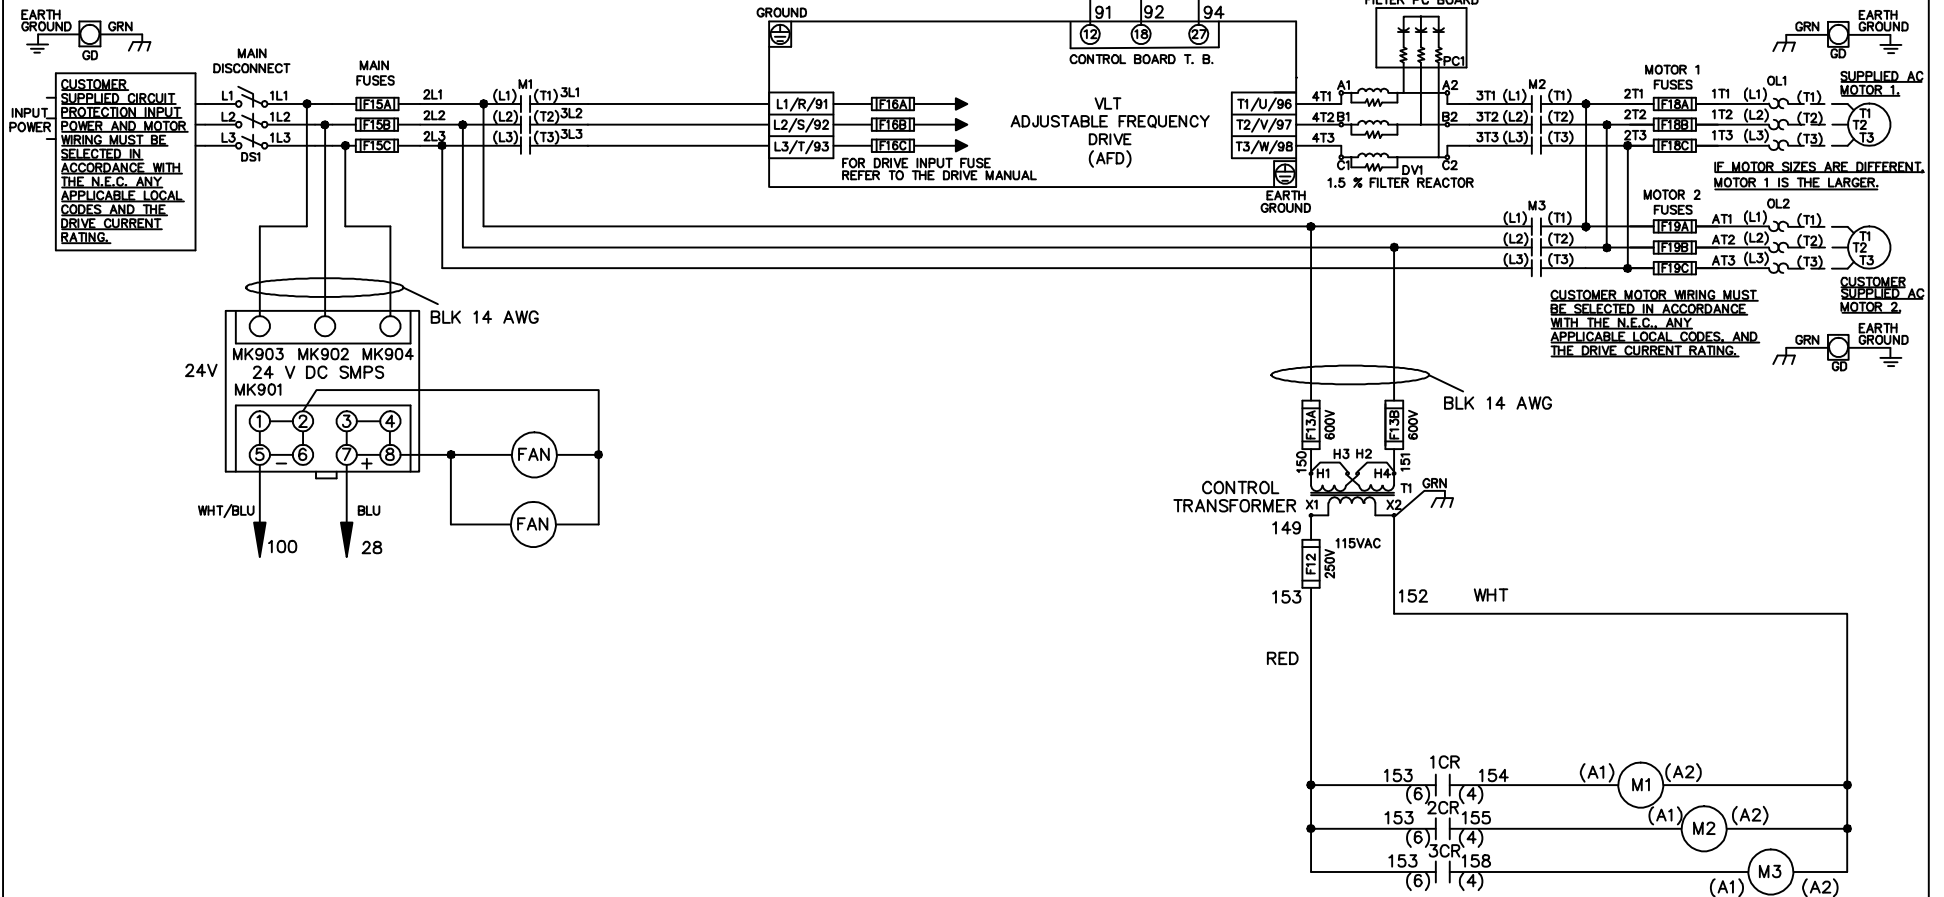 EARTH
GROUND
GRN
GD
CUSTOMER
SUPPLIED CIRCUIT
PROTECTION INPUT
POWER AND MOTOR
WIRING MUST BE
SELECTED IN
ACCORDANCE WITH
THE N.E.C. ANY
APPLICABLE LOCAL
CODES AND THE
DRIVE CURRENT
RATING.
INPUT
POWER
MAIN
DISCONNECT
L1 1L1
L2 1L2
L3 1L3
DS1
MAIN
FUSES
F15A
F15B
F15C
2L1
2L2
2L3
M1
(L1) (T1) 3L1
(L2) (T2) 3L2
(L3) (T3) 3L3
GROUND
L1/R/91
L2/S/92
L3/T/93
F16A
F16B
F16C
FOR DRIVE INPUT FUSE
REFER TO THE DRIVE MANUAL
91 92 94
12 18 27
CONTROL BOARD T. B.
VLT
ADJUSTABLE FREQUENCY
DRIVE
(AFD)
T1/U/96
T2/V/97
T3/W/98
EARTH
GROUND
4T1
4T2
4T3
FILTER PC BOARD
PC1
A1 A2
B1 B2
C1 C2
DV1
1.5 % FILTER REACTOR
M2
3T1 (L1) (T1)
3T2 (L2) (T2)
3T3 (L3) (T3)
MOTOR 1
FUSES
2T1 F18A 1T1 (L1) (T1)
2T2 F18B 1T2 (L2) (T2)
2T3 F18C 1T3 (L3) (T3)
OL1
T1
T2
T3
GRN
GD
EARTH
GROUND
SUPPLIED AC
MOTOR 1.
IF MOTOR SIZES ARE DIFFERENT,
MOTOR 1 IS THE LARGER.
M3
(L1) (T1)
(L2) (T2)
(L3) (T3)
MOTOR 2
FUSES
F19A AT1 (L1) (T1)
F19B AT2 (L2) (T2)
F19C AT3 (L3) (T3)
OL2
T1
T2
T3
CUSTOMER
SUPPLIED AC
MOTOR 2.
CUSTOMER MOTOR WIRING MUST
BE SELECTED IN ACCORDANCE
WITH THE N.E.C., ANY
APPLICABLE LOCAL CODES, AND
THE DRIVE CURRENT RATING.
GRN
GD
EARTH
GROUND
BLK 14 AWG
MK903 MK902 MK904
24V
24 V DC SMPS
MK901
1 2 3 4
5 - 6 7 + 8
FAN
FAN
WHT/BLU
100
BLU
28
BLK 14 AWG
F13A
600V
F13B
600V
150
151
H3 H2
H1 H4
T1
GRN
CONTROL
TRANSFORMER
X1 X2
149
115VAC
F12
250V
153
152
WHT
RED
1CR
153 154
(6) (4)
(A1) M1 (A2)
2CR
153 155
(6) (4)
(A1) M2 (A2)
3CR
153 158
(6) (4)
(A1) M3 (A2)